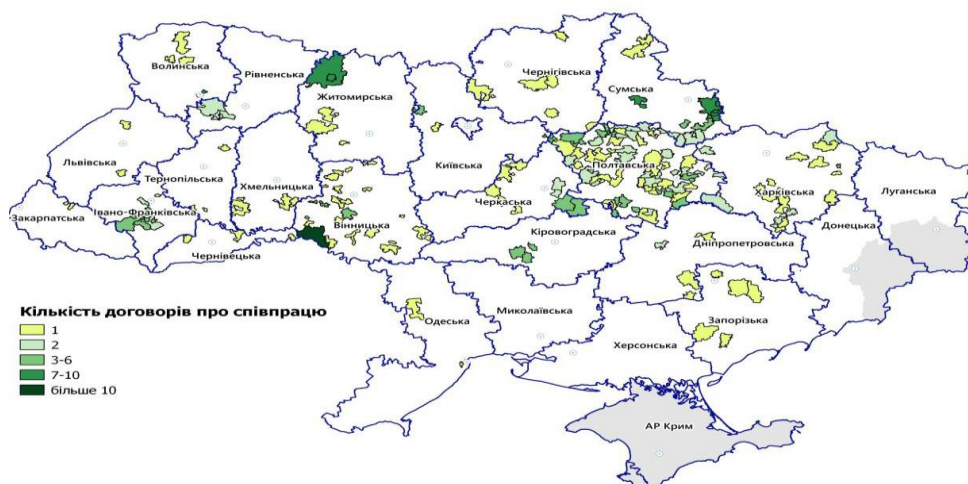 Волинська
Рівненська
Житомирська
Чернігівська
Сумська
Київська
Львівська
Тернопільська
Хмельницька
Полтавська
Харківська
Луганська
Закарпатська
Івано-Франківська
Вінницька
Черкаська
Кіровоградська
Дніпропетровська
Донецька
Чернівецька
Одеська
Миколаївська
Запорізька
Херсонська
АР Крим
Кількість договорів про співпрацю
1
2
3-6
7-10
більше 10